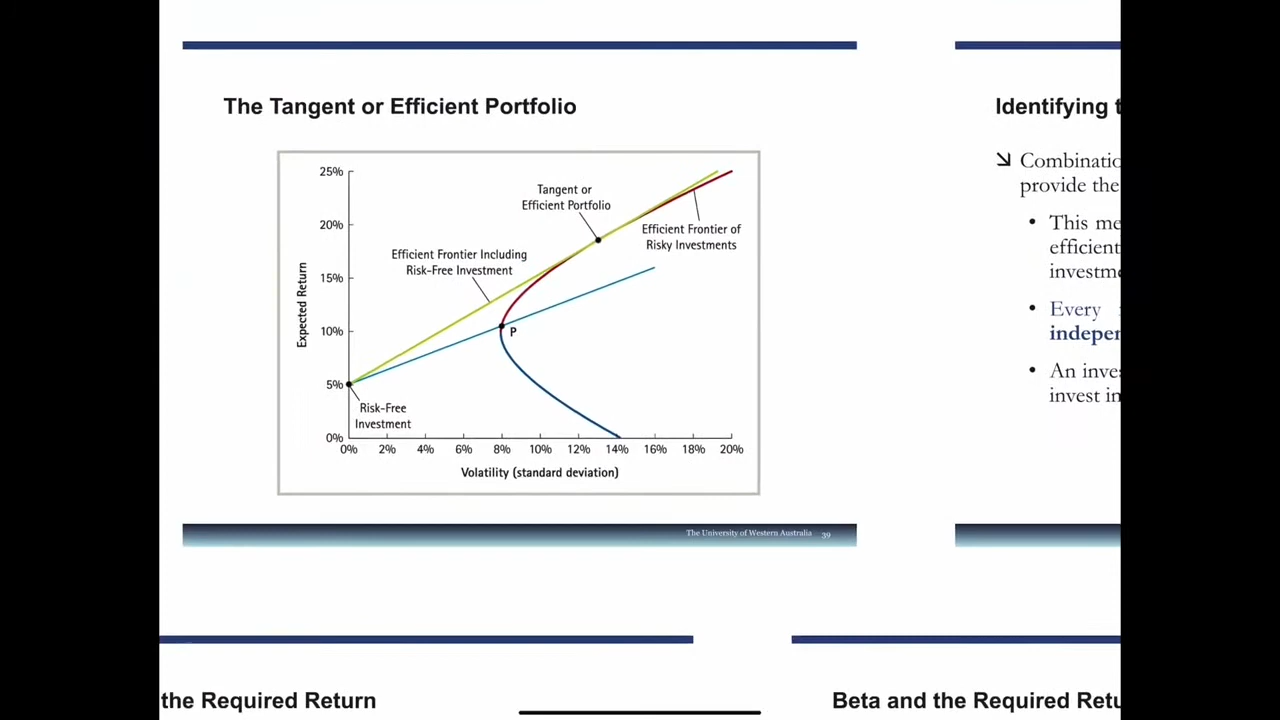 The Tangent or Efficient Portfolio
25%
20%
15%
10%
5%
0%
Expected Return
Tangent or
Efficient Portfolio
Efficient Frontier of
Risky Investments
Efficient Frontier Including
Risk-Free Investment
P
Risk-Free
Investment
0% 2% 4% 6% 8% 10% 12% 14% 16% 18% 20%
Volatility (standard deviation)
The University of Western Australia 39
Identifying t
Combinatio
provide the
• This me
efficient
investme
• Every
indepen
• An inves
invest in
the Required Return
Beta and the Required Retu